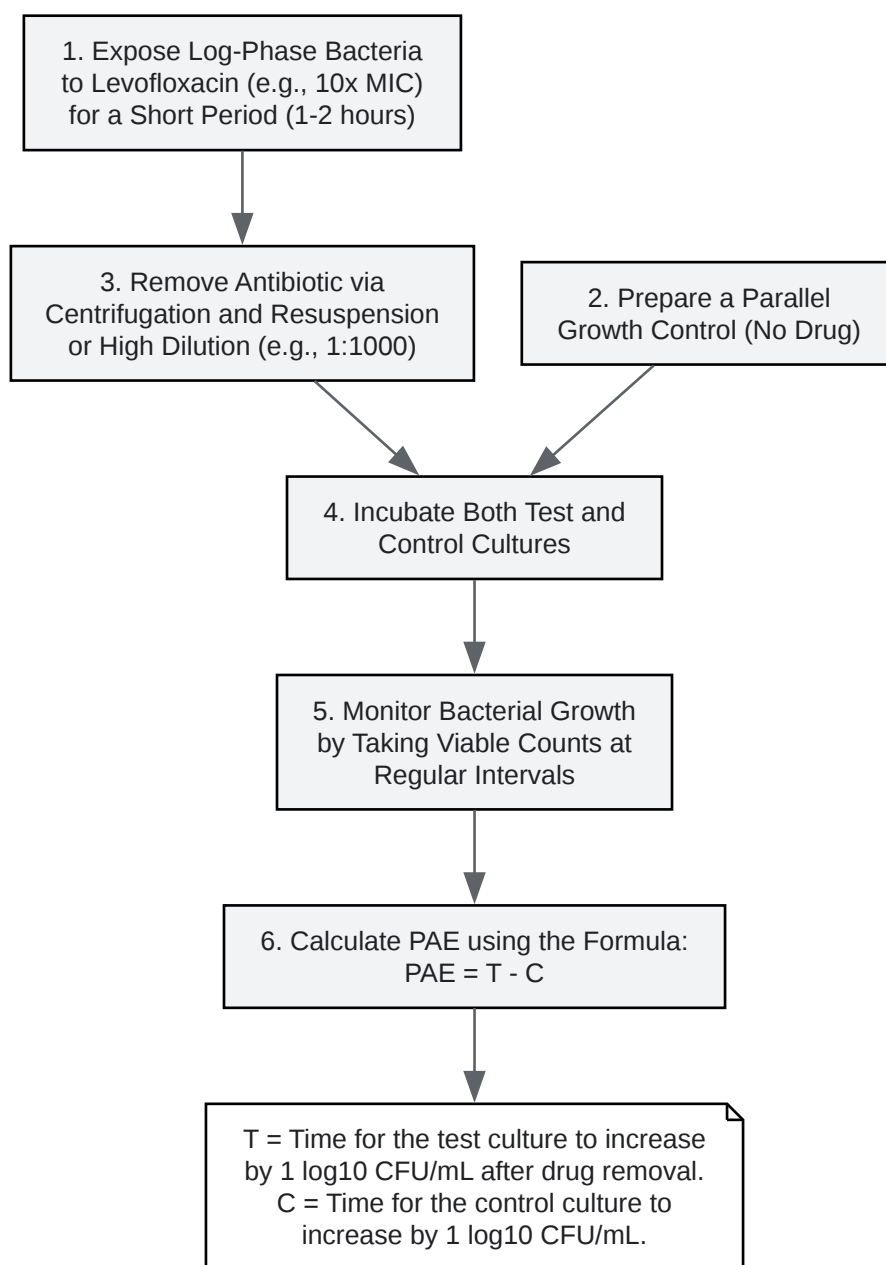 1. Expose Log-Phase Bacteria
to Levofloxacin (e.g., 10x MIC)
for a Short Period (1-2 hours)
3. Remove Antibiotic via
Centrifugation and Resuspension
or High Dilution (e.g., 1:1000)
2. Prepare a Parallel
Growth Control (No Drug)
4. Incubate Both Test and
Control Cultures
5. Monitor Bacterial Growth
by Taking Viable Counts at
Regular Intervals
6. Calculate PAE using the Formula:
PAE = T - C
T = Time for the test culture to increase
by 1 log10 CFU/mL after drug removal.
C = Time for the control culture to
increase by 1 log10 CFU/mL.